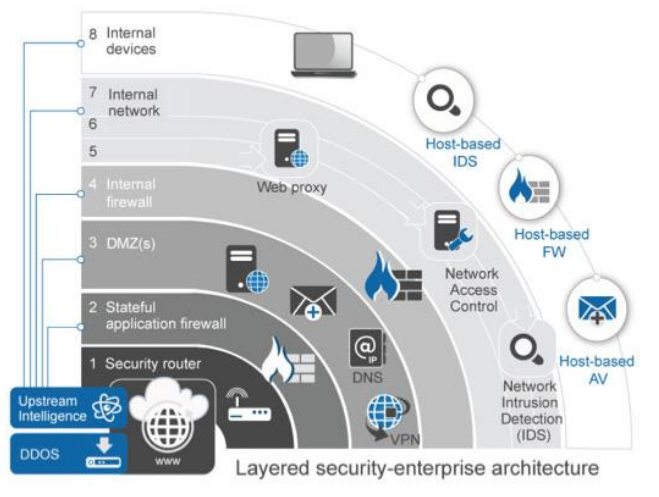 8 Internal
devices
7 Internal
network
6
5
4 Internal
firewall
3 DMZ(s)
2 Stateful
application firewall
1 Security router
Upstream
Intelligence
DDOS
www
Web proxy
Network
Access
Control
@
IP
DNS
VPN
Network
Intrusion
Detection
(IDS)
Host-based
IDS
Host-based
FW
Host-based
AV
Layered security-enterprise architecture